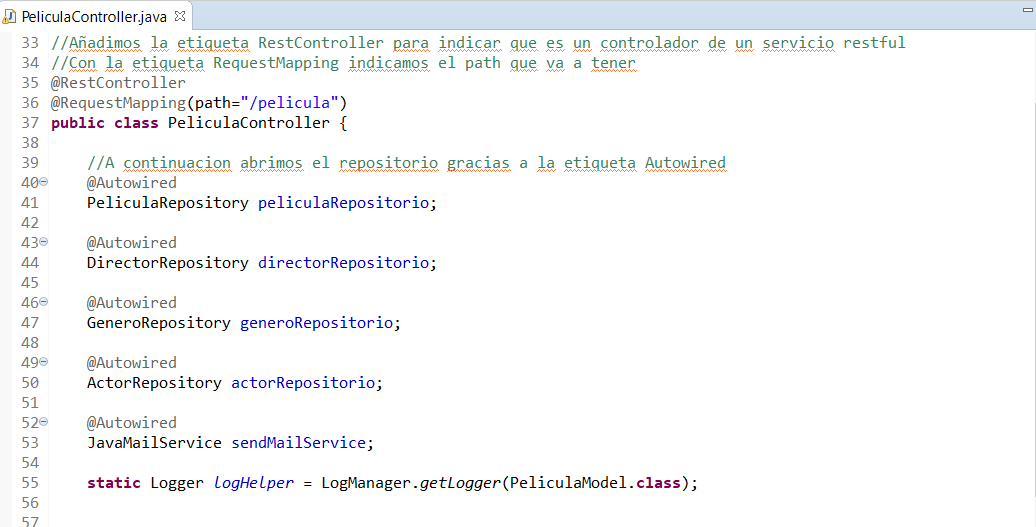 PeliculaController.java
33 //Añadimos la etiqueta RestController para indicar que es un controlador de un servicio restful
34 //Con la etiqueta RequestMapping indicamos el path que va a tener
35 @RestController
36 @RequestMapping(path="/pelicula")
37 public class PeliculaController {
38
39 //A continuacion abrimos el repositorio gracias a la etiqueta Autowired
40 @Autowired
41 PeliculaRepository peliculaRepositorio;
42
43 @Autowired
44 DirectorRepository directorRepositorio;
45
46 @Autowired
47 GeneroRepository generoRepositorio;
48
49 @Autowired
50 ActorRepository actorRepositorio;
51
52 @Autowired
53 JavaMailService sendMailService;
54
55 static Logger logHelper = LogManager.getLogger(PeliculaModel.class);
56
57